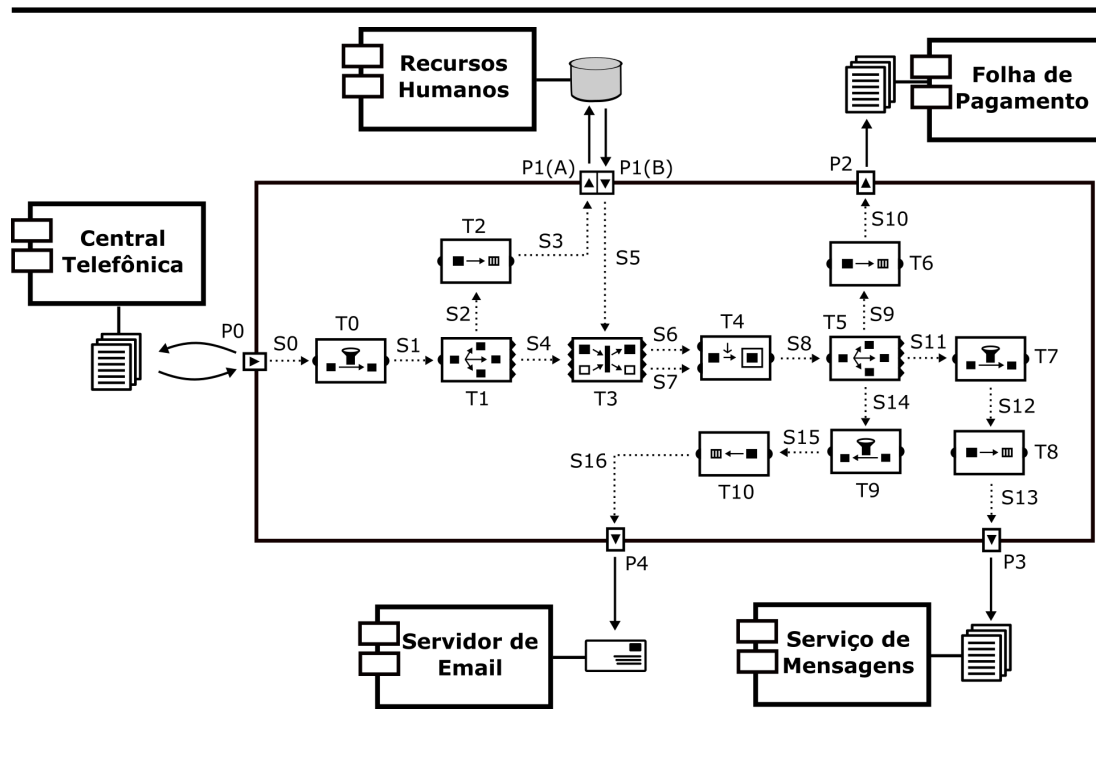 Recursos
Humanos
Folha de
Pagamento
P1(A)
P1(B)
P2
Central
Telefônica
T2
S3
S10
S5
T6
P0
S2
S9
S0
T0
S1
S4
S6
T4
S8
T5
S11
T7
S7
T1
T3
S14
S12
S16
S15
T8
T10
T9
S13
P4
P3
Servidor de
Email
Serviço de
Mensagens